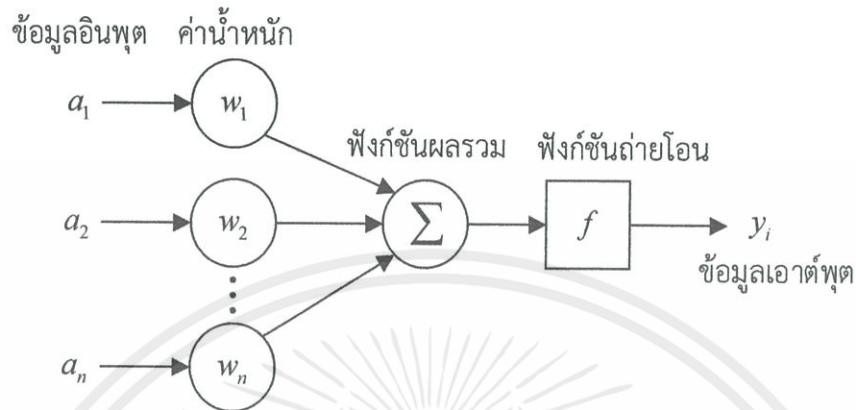 ข้อมูลอินพุต ค่าน้ำหนัก
a₁ w₁
ฟังก์ชันผลรวม ฟังก์ชันถ่ายโอน
a₂ w₂ Σ f yᵢ
ข้อมูลเอาต์พุต
aₙ wₙ